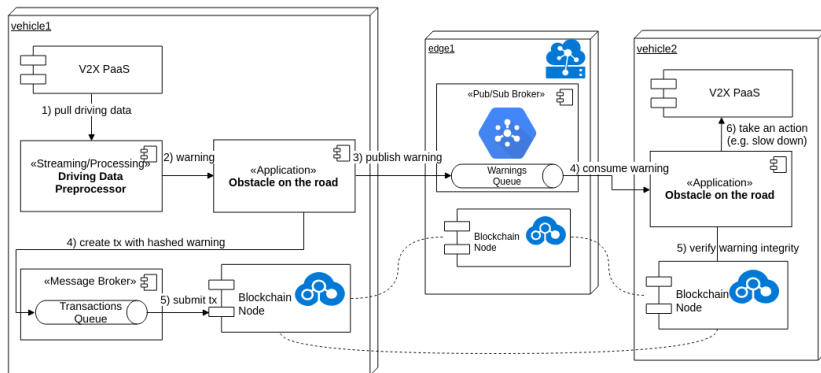 vehicle1
V2X PaaS
1) pull driving data
«Streaming/Processing»
Driving Data
Preprocessor
2) warning
«Application»
Obstacle on the road
3) publish warning
4) create tx with hashed warning
«Message Broker»
Transactions
Queue
5) submit tx
Blockchain
Node
edge1
«Pub/Sub Broker»
Warnings
Queue
4) consume warning
Blockchain
Node
vehicle2
V2X PaaS
6) take an action
(e.g. slow down)
«Application»
Obstacle on the road
5) verify warning integrity
Blockchain
Node